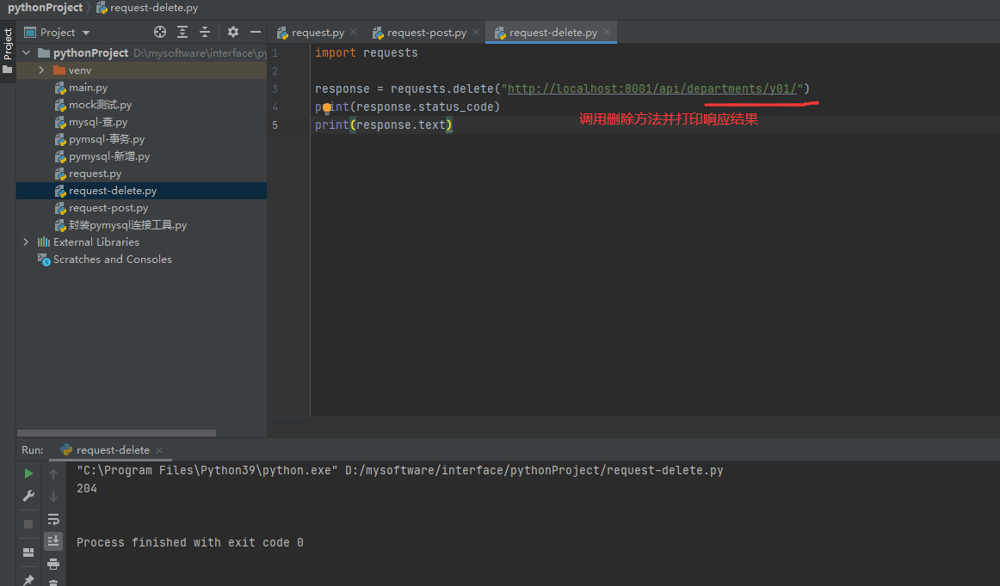 pythonProject request-delete.py
Project
Project
request.py request-post.py request-delete.py
pythonProject D:\mysoftware\interface\py
venv
main.py
mock测试.py
mysql-查.py
pymsql-事务.py
pymysql-新增.py
request.py
request-delete.py
request-post.py
封装pymysql连接工具.py
External Libraries
Scratches and Consoles
1 import requests
2
3 response = requests.delete("http://localhost:8001/api/departments/y01/")
4 print(response.status_code)
调用删除方法并打印响应结果
5 print(response.text)
Run: request-delete
"C:\Program Files\Python39\python.exe" D:/mysoftware/interface/pythonProject/request-delete.py
204
Process finished with exit code 0